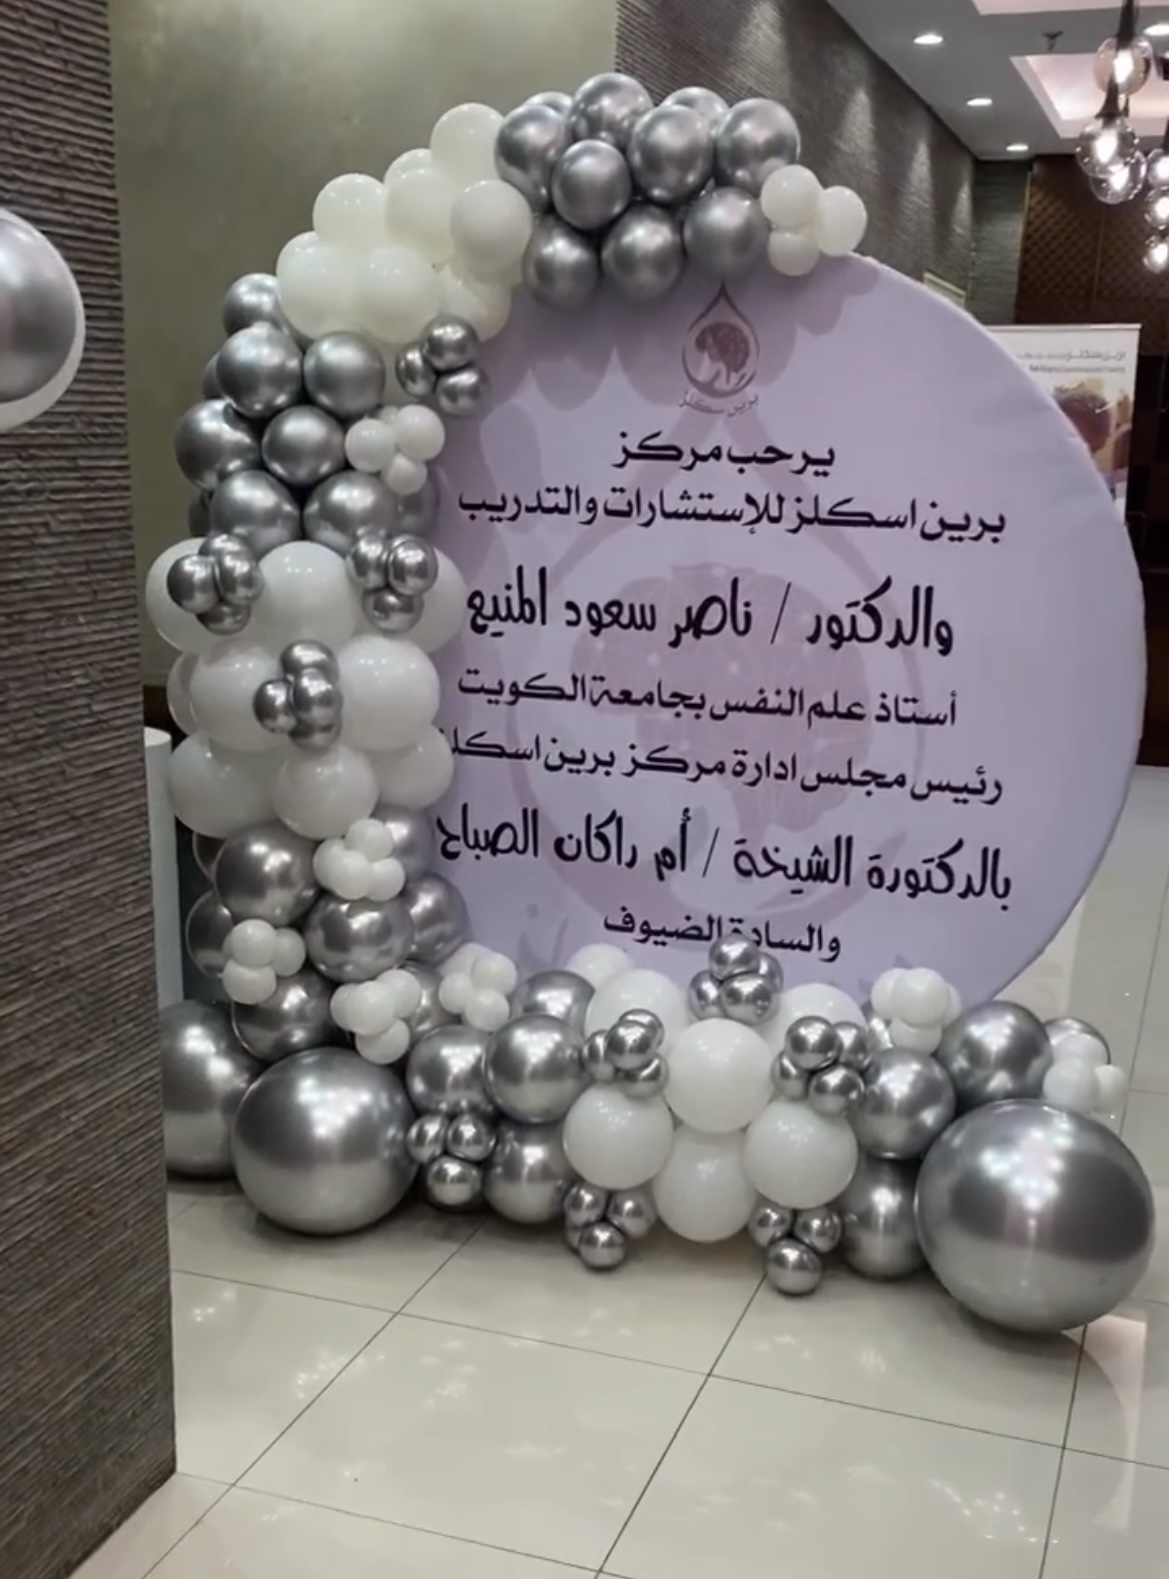 برين سكلز
يرحب مركز
برين اسكلز للإستشارات والتدريب
والدكتور / ناصر سعود المنيع
أستاذ علم النفس بجامعة الكويت
رئيس مجلس ادارة مركز برين اسكلز
بالدكتورة الشيخة / أم راكان الصباح
والسادة الضيوف